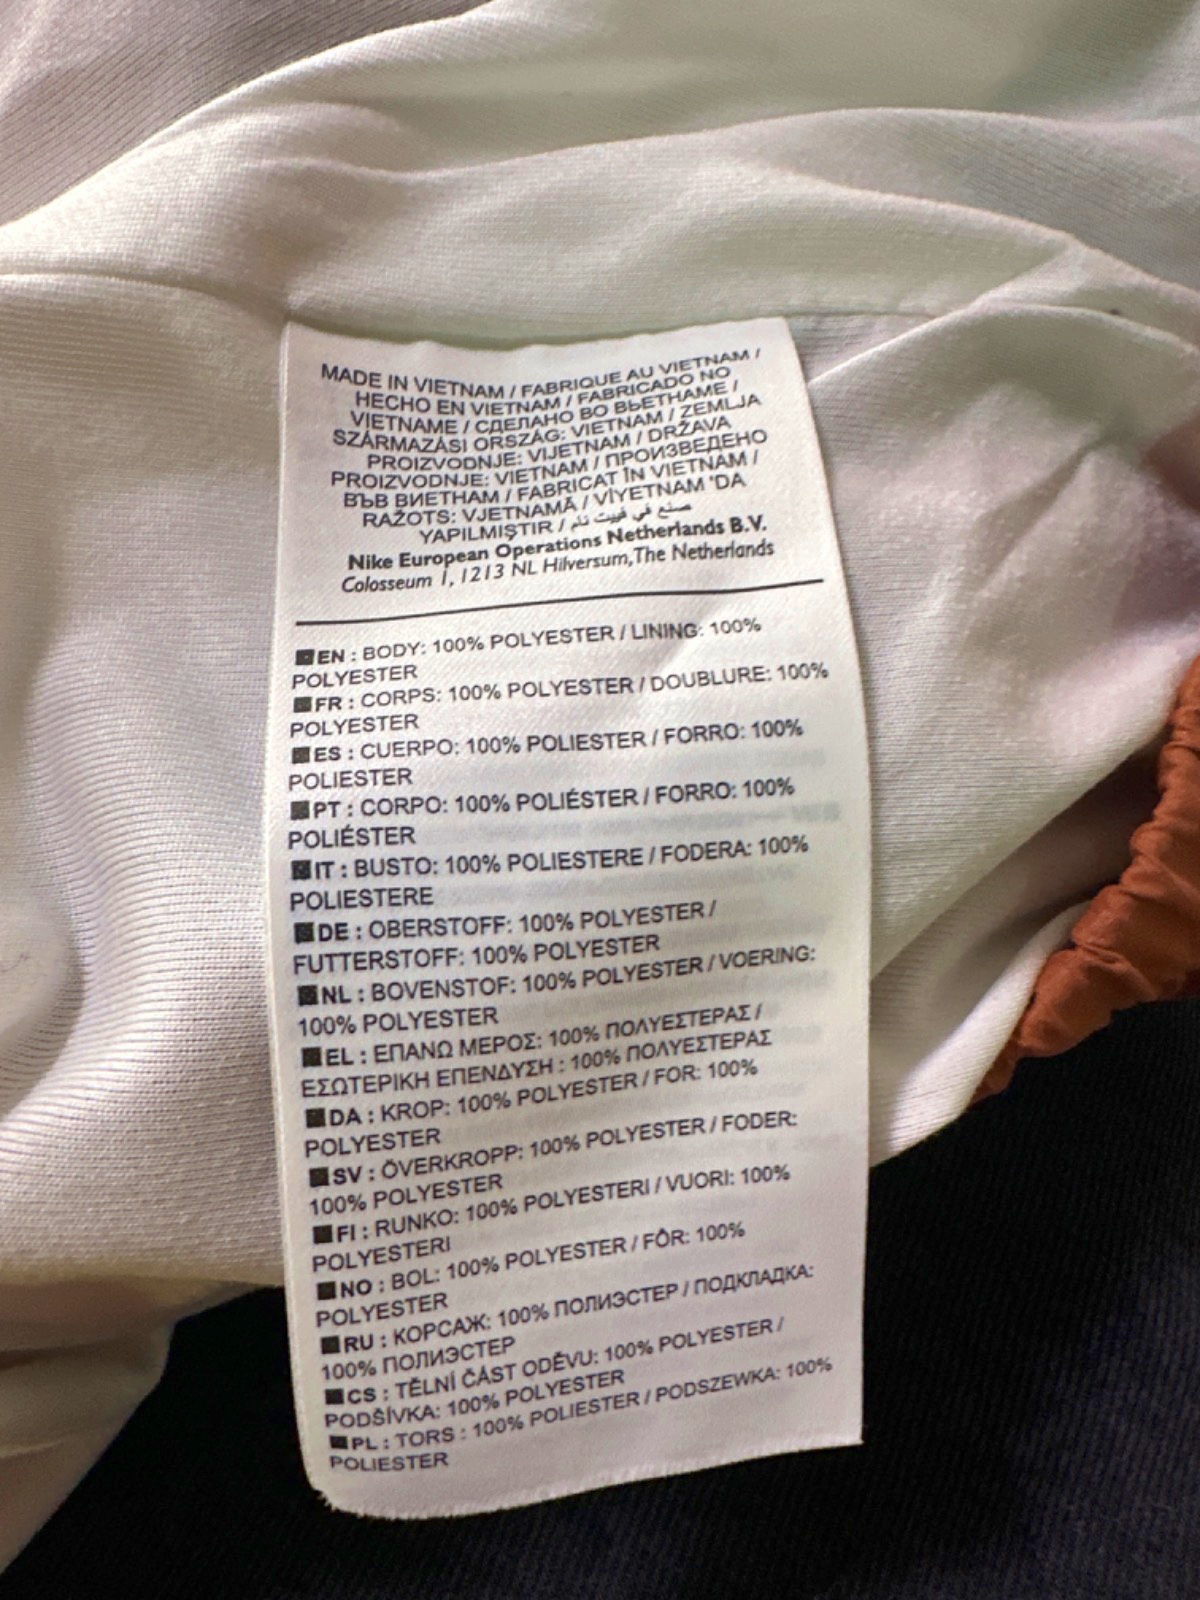 MADE IN VIETNAM / FABRIQUE AU VIETNAM /
HECHO EN VIETNAM / FABRICADO NO
VIETNAME / СДЕЛАНО ВО ВЬЕТНАМЕ /
SZÁRMAZÁSI ORSZÁG: VIETNAM / ZEMLJA
PROIZVODNJE: VIJETNAM / DRŽAVA
PROIZVODNJE: VIETNAM / ПРОИЗВЕДЕНО
ВЪВ ВИЕТНАМ / FABRICAT ÎN VIETNAM /
RAŽOTS: VJETNAMĀ / VİYETNAM 'DA
YAPILMIŞTIR / صنع في فييت نام
Nike European Operations Netherlands B.V.
Colosseum 1, 1213 NL Hilversum, The Netherlands
EN : BODY: 100% POLYESTER / LINING: 100%
POLYESTER
FR : CORPS: 100% POLYESTER / DOUBLURE: 100%
POLYESTER
ES : CUERPO: 100% POLIESTER / FORRO: 100%
POLIESTER
PT : CORPO: 100% POLIÉSTER / FORRO: 100%
POLIÉSTER
IT : BUSTO: 100% POLIESTERE / FODERA: 100%
POLIESTERE
DE : OBERSTOFF: 100% POLYESTER /
FUTTERSTOFF: 100% POLYESTER
NL : BOVENSTOF: 100% POLYESTER / VOERING:
100% POLYESTER
EL : ΕΠΑΝΩ ΜΕΡΟΣ: 100% ΠΟΛΥΕΣΤΕΡΑΣ /
ΕΣΩΤΕΡΙΚΗ ΕΠΕΝΔΥΣΗ : 100% ΠΟΛΥΕΣΤΕΡΑΣ
DA : KROP: 100% POLYESTER / FOR: 100%
POLYESTER
SV : ÖVERKROPP: 100% POLYESTER / FODER:
100% POLYESTER
FI : RUNKO: 100% POLYESTERI / VUORI: 100%
POLYESTERI
NO : BOL: 100% POLYESTER / FÔR: 100%
POLYESTER
RU : КОРСАЖ: 100% ПОЛИЭСТЕР / ПОДКЛАДКА:
100% ПОЛИЭСТЕР
CS : TĚLNÍ ČÁST ODĚVU: 100% POLYESTER /
PODŠÍVKA: 100% POLYESTER
PL : TORS : 100% POLIESTER / PODSZEWKA: 100%
POLIESTER